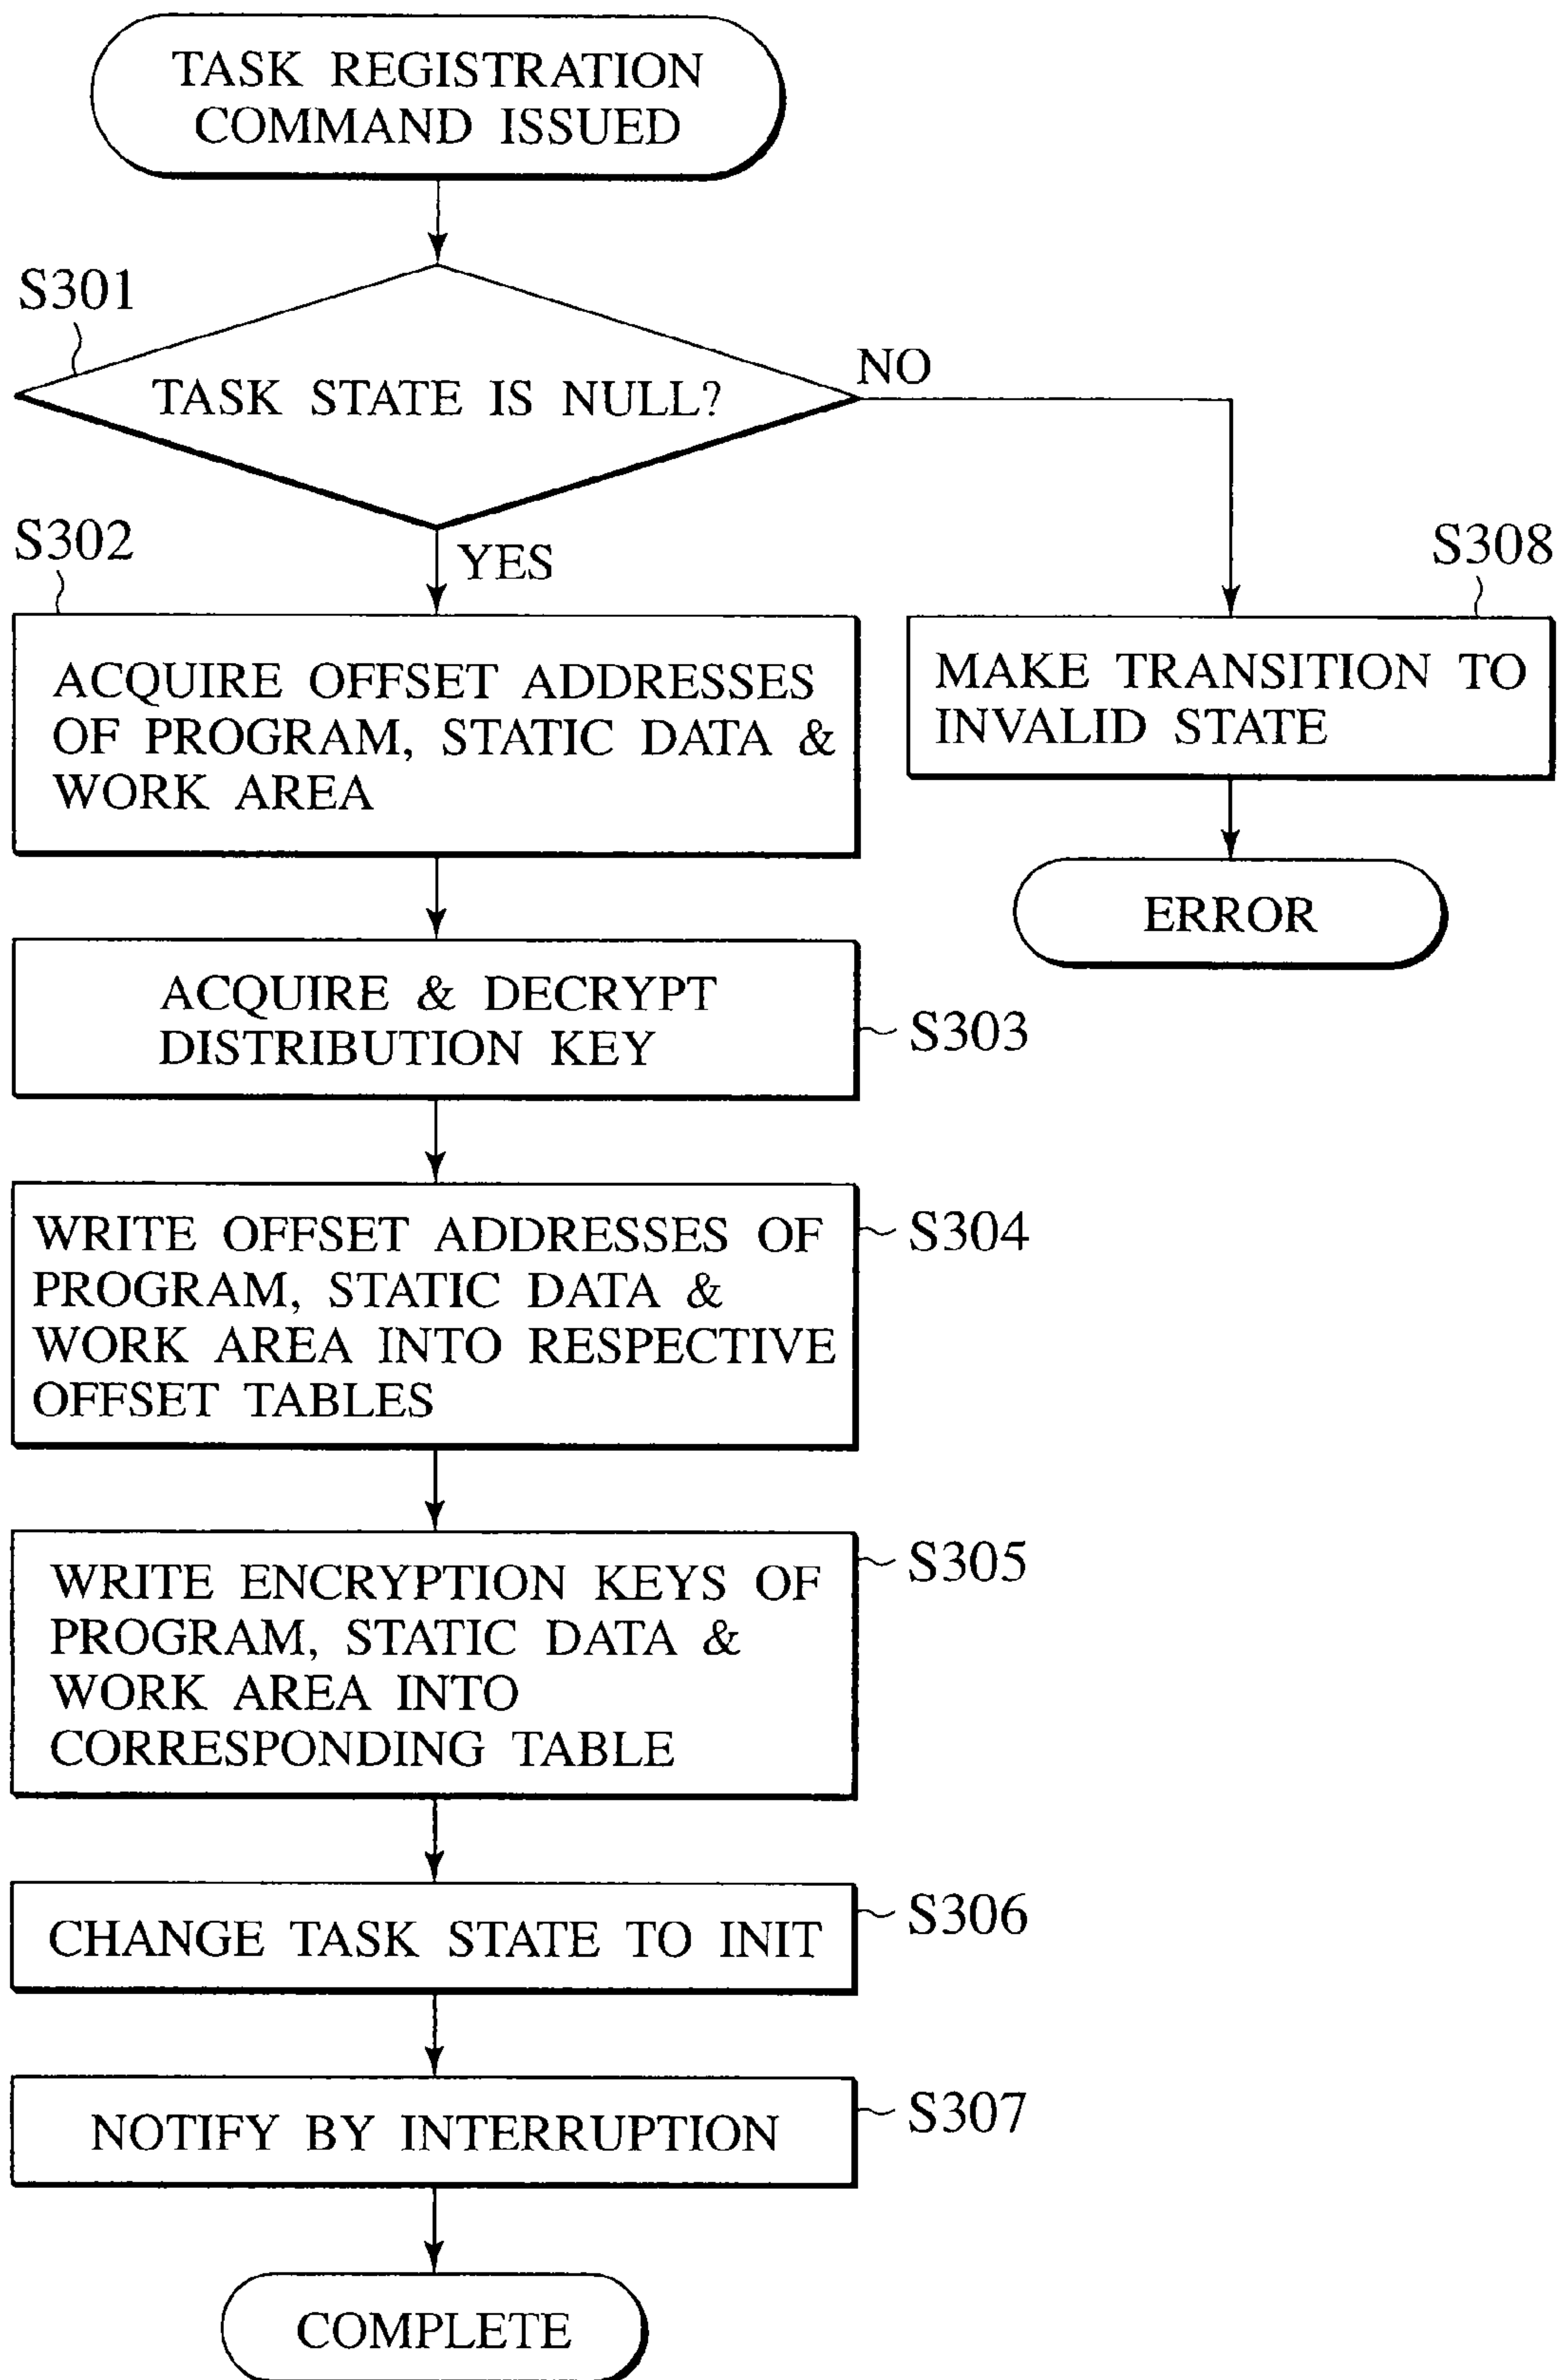 TASK REGISTRATION
COMMAND ISSUED
S301
TASK STATE IS NULL?
NO
YES
S302
ACQUIRE OFFSET ADDRESSES
OF PROGRAM, STATIC DATA &
WORK AREA
S308
MAKE TRANSITION TO
INVALID STATE
ERROR
ACQUIRE & DECRYPT
DISTRIBUTION KEY
S303
WRITE OFFSET ADDRESSES OF
PROGRAM, STATIC DATA &
WORK AREA INTO RESPECTIVE
OFFSET TABLES
S304
WRITE ENCRYPTION KEYS OF
PROGRAM, STATIC DATA &
WORK AREA INTO
CORRESPONDING TABLE
S305
CHANGE TASK STATE TO INIT
S306
NOTIFY BY INTERRUPTION
S307
COMPLETE